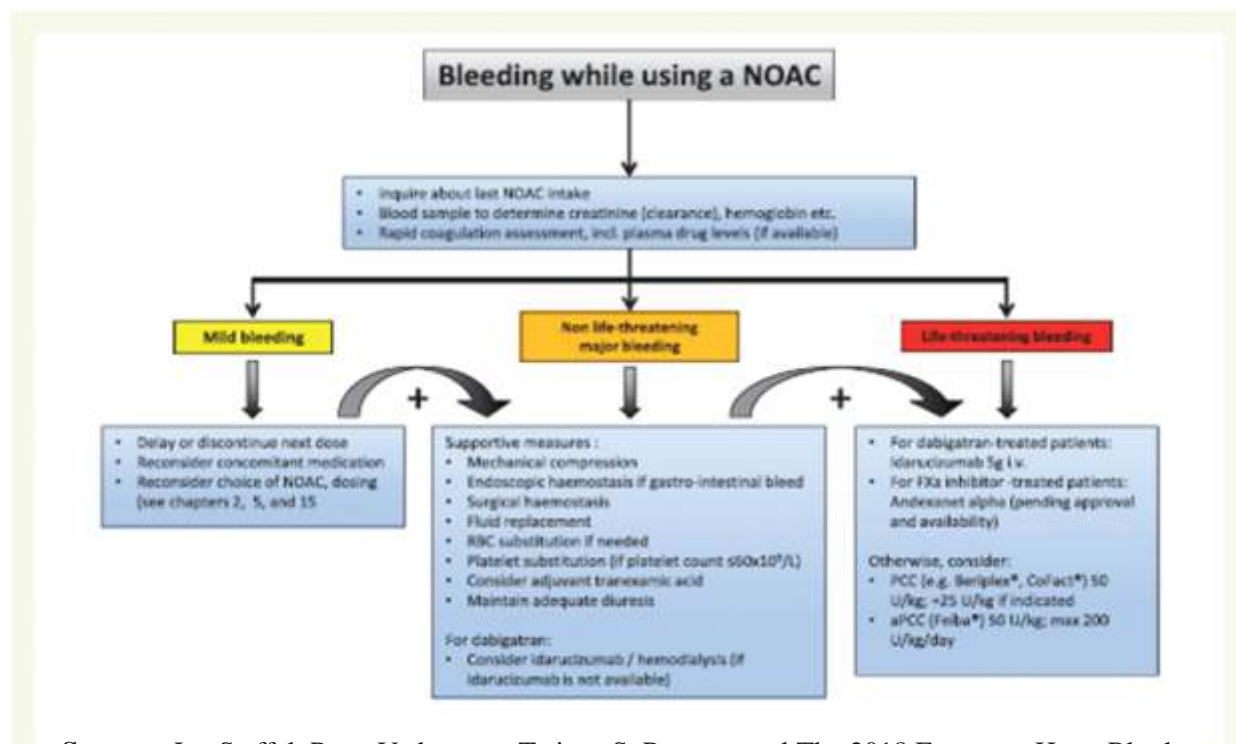 Bleeding while using a NOAC
• Inquire about last NOAC intake
• Blood sample to determine creatinine (clearance), hemoglobin etc.
• Rapid coagulation assessment, incl. plasma drug levels (if available)
Mild bleeding
Non life-threatening
major bleeding
Life-threatening bleeding
+
+
• Delay or discontinue next dose
• Reconsider concomitant medication
• Reconsider choice of NOAC, dosing
(see chapters 2, 5, and 15
Supportive measures :
• Mechanical compression
• Endoscopic haemostasis if gastro-intestinal bleed
• Surgical haemostasis
• Fluid replacement
• RBC substitution if needed
• Platelet substitution (if platelet count ≤60x10⁹/L)
• Consider adjuvant tranexamic acid
• Maintain adequate diuresis
For dabigatran:
• Consider idarucizumab / hemodialysis (if
idarucizumab is not available)
• For dabigatran-treated patients:
Idarucizumab 5g i.v.
• For FXa inhibitor -treated patients:
Andexanet alpha (pending approval
and availability)
Otherwise, consider:
• PCC (e.g. Beriplex®, CoFact®) 50
U/kg; +25 U/kg if indicated
• aPCC (Feiba®) 50 U/kg; max 200
U/kg/day